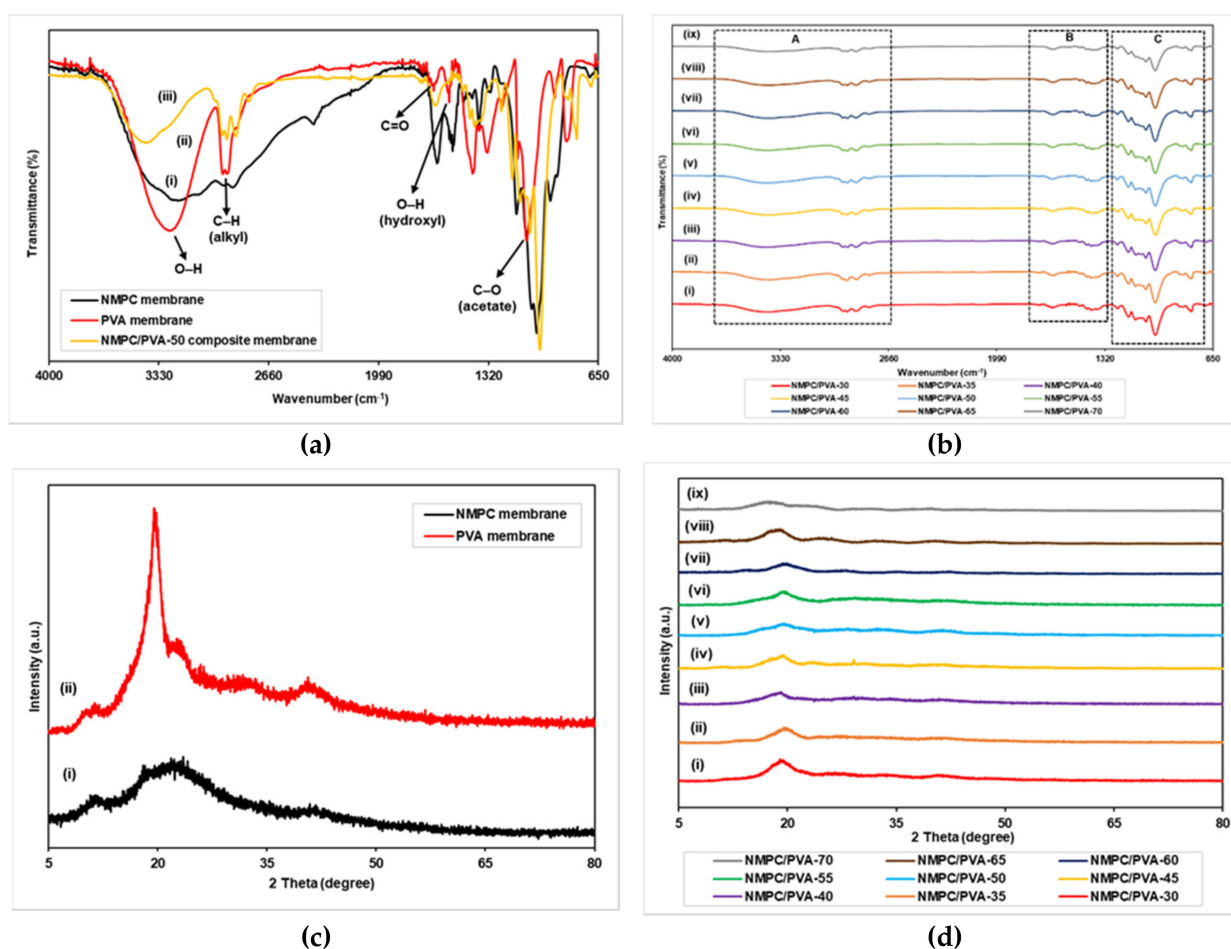 (iii)
(ii)
(i)
C=O
O–H
(hydroxyl)
C–H
(alkyl)
O–H
C–O
(acetate)
Transmittance (%)
NMPC membrane
PVA membrane
NMPC/PVA-50 composite membrane
4000 3330 2660 1990 1320 650
Wavenumber (cm⁻¹)
(a)
A B C
(ix)
(viii)
(vii)
(vi)
(v)
(iv)
(iii)
(ii)
(i)
Transmittance (%)
4000 3330 2660 1990 1320 650
Wavenumber (cm⁻¹)
NMPC/PVA-30 NMPC/PVA-35 NMPC/PVA-40
NMPC/PVA-45 NMPC/PVA-50 NMPC/PVA-55
NMPC/PVA-60 NMPC/PVA-65 NMPC/PVA-70
(b)
NMPC membrane
PVA membrane
(ii)
(i)
Intensity (a.u.)
5 20 35 65 80
2 Theta (degree)
(c)
(ix)
(viii)
(vii)
(vi)
(v)
(iv)
(iii)
(ii)
(i)
Intensity (a.u.)
5 20 35 65 80
2 Theta (degree)
NMPC/PVA-70 NMPC/PVA-65 NMPC/PVA-60
NMPC/PVA-55 NMPC/PVA-50 NMPC/PVA-45
NMPC/PVA-40 NMPC/PVA-35 NMPC/PVA-30
(d)